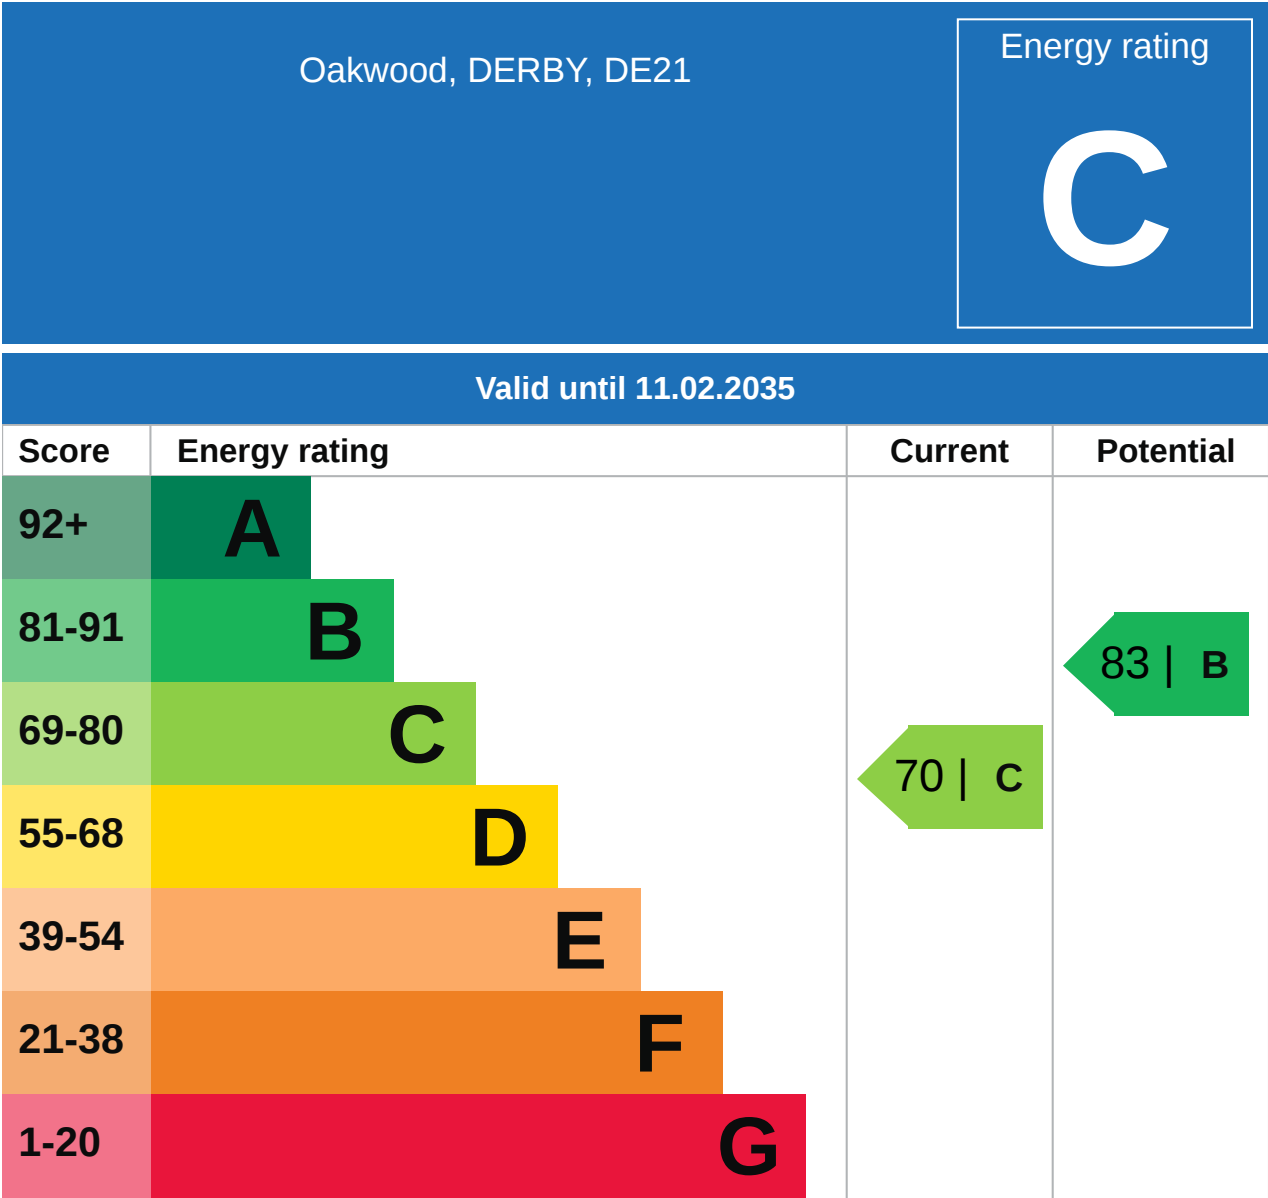 Oakwood, DERBY, DE21
Energy rating
C
Valid until 11.02.2035
Score Energy rating Current Potential
92+ A
81-91 B
83 | B
69-80 C
70 | C
55-68 D
39-54 E
21-38 F
1-20 G